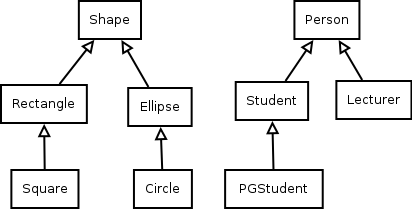 Shape
Person
Rectangle
Ellipse
Student
Lecturer
Square
Circle
PGStudent